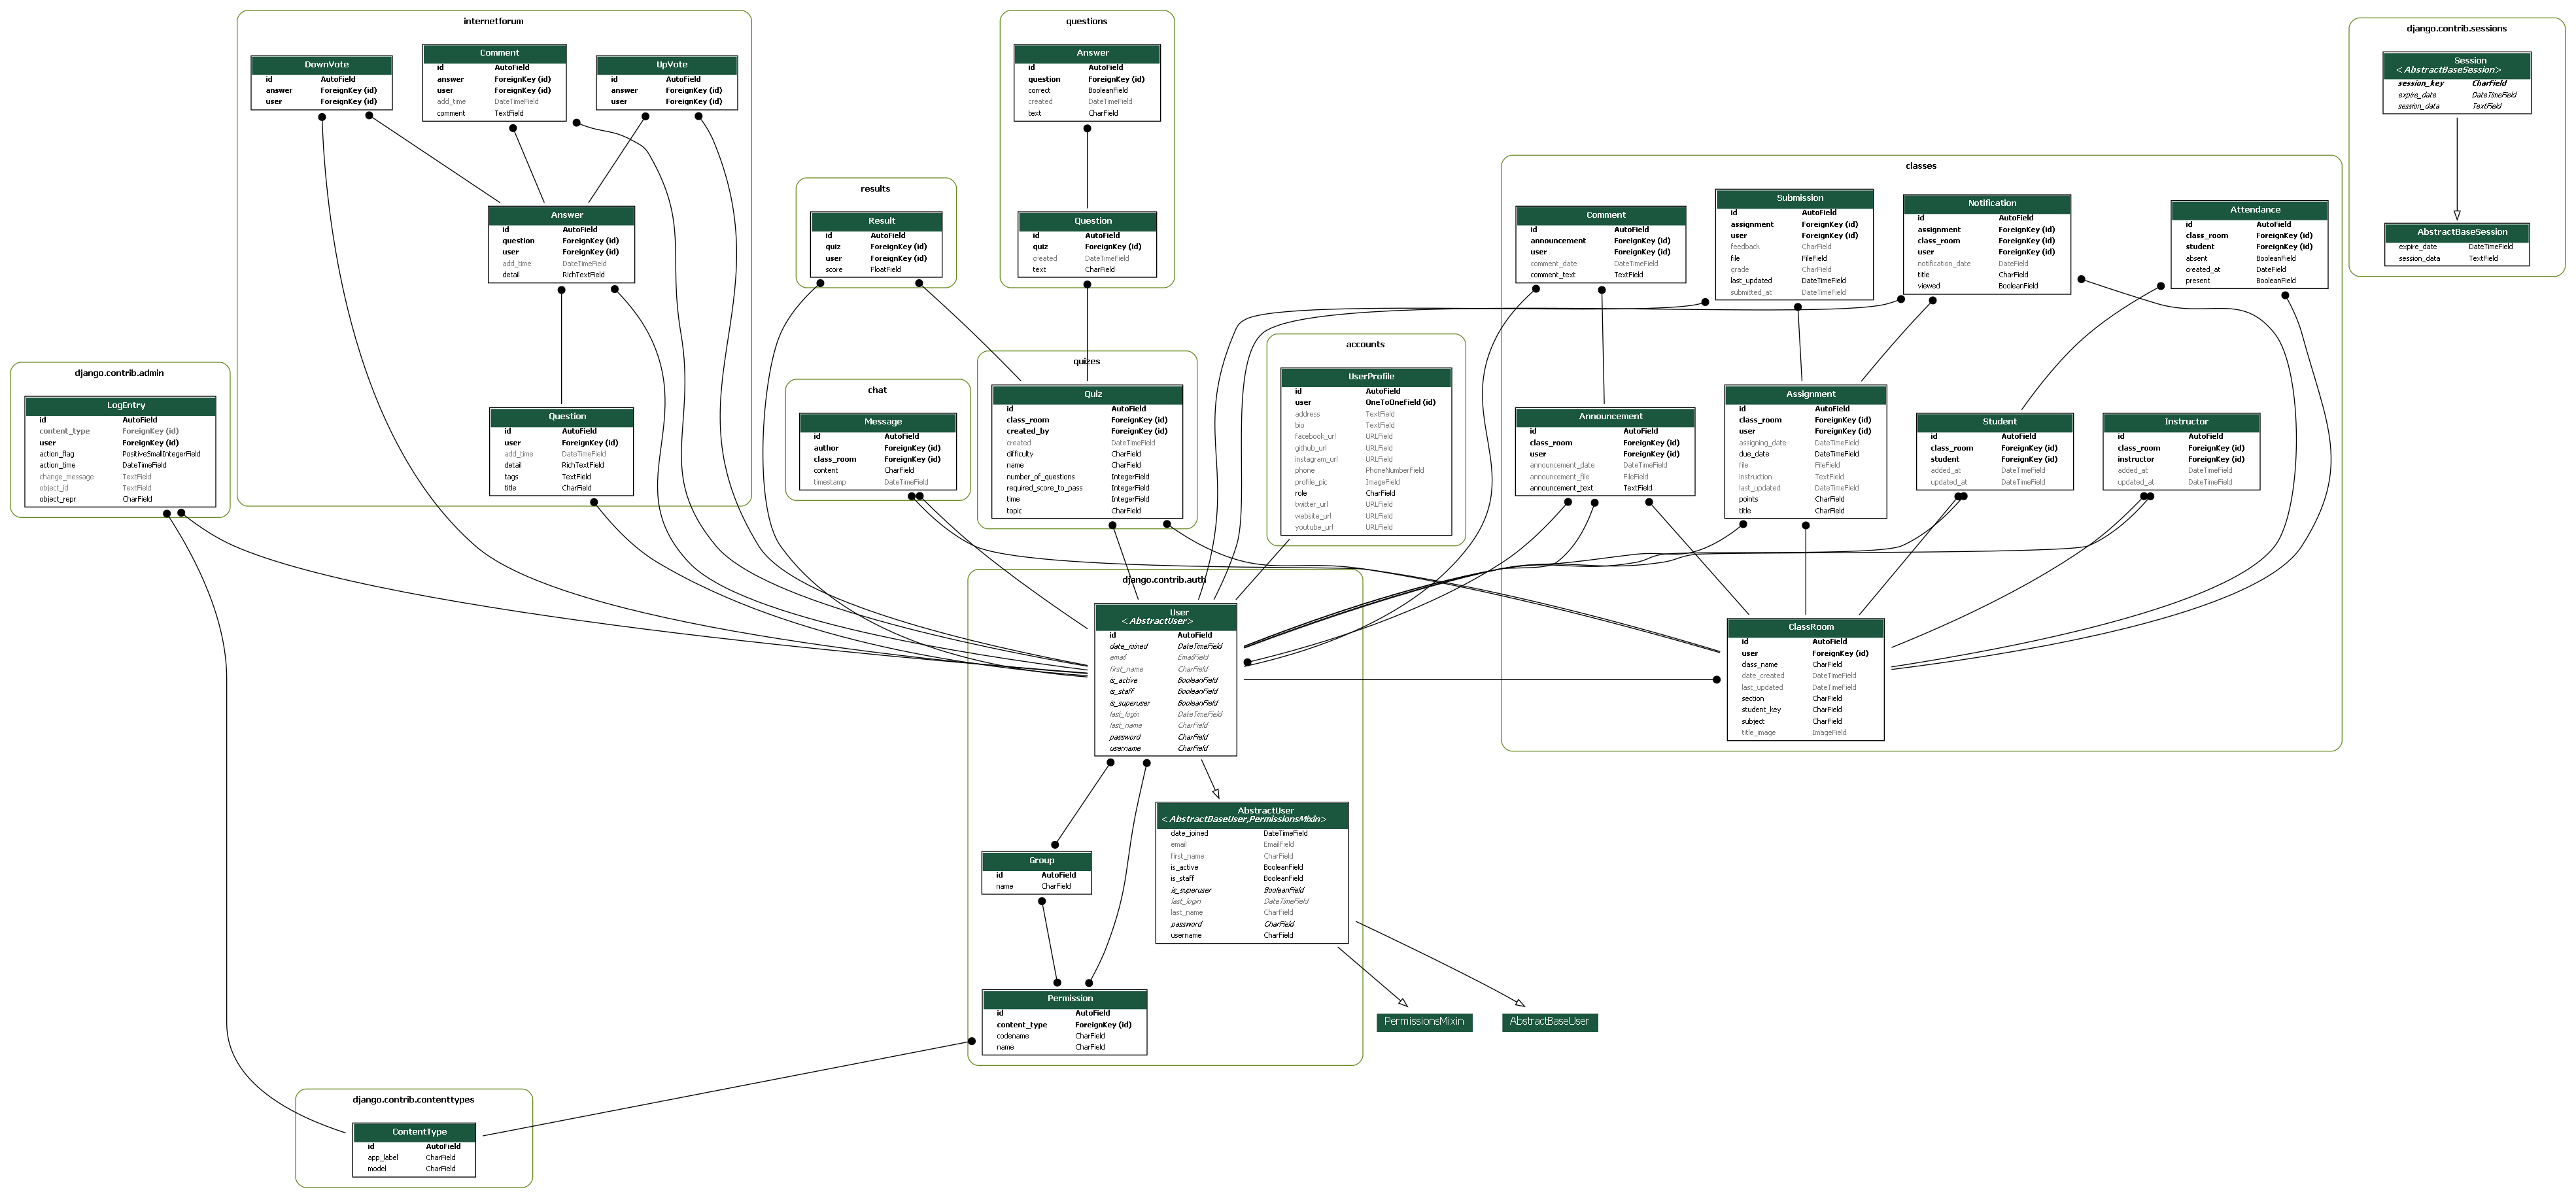 internetforum
DownVote
id AutoField
answer ForeignKey (id)
user ForeignKey (id)
Comment
id AutoField
answer ForeignKey (id)
user ForeignKey (id)
add_time DateTimeField
comment TextField
UpVote
id AutoField
answer ForeignKey (id)
user ForeignKey (id)
Answer
id AutoField
question ForeignKey (id)
user ForeignKey (id)
add_time DateTimeField
detail RichTextField
Question
id AutoField
user ForeignKey (id)
add_time DateTimeField
detail RichTextField
tags TextField
title CharField
questions
Answer
id AutoField
question ForeignKey (id)
correct BooleanField
created DateTimeField
text CharField
Question
id AutoField
quiz ForeignKey (id)
created DateTimeField
text CharField
django.contrib.sessions
Session
<AbstractBaseSession>
session_key CharField
expire_date DateTimeField
session_data TextField
AbstractBaseSession
expire_date DateTimeField
session_data TextField
results
Result
id AutoField
quiz ForeignKey (id)
user ForeignKey (id)
score FloatField
classes
Comment
id AutoField
announcement ForeignKey (id)
user ForeignKey (id)
comment_date DateTimeField
comment_text TextField
Submission
id AutoField
assignment ForeignKey (id)
user ForeignKey (id)
feedback CharField
file FileField
grade CharField
last_updated DateTimeField
submitted_at DateTimeField
Notification
id AutoField
assignment ForeignKey (id)
class_room ForeignKey (id)
user ForeignKey (id)
notification_date DateField
title CharField
viewed BooleanField
Attendance
id AutoField
class_room ForeignKey (id)
student ForeignKey (id)
absent BooleanField
created_at DateField
present BooleanField
Announcement
id AutoField
class_room ForeignKey (id)
user ForeignKey (id)
announcement_date DateTimeField
announcement_file FileField
announcement_text TextField
Assignment
id AutoField
class_room ForeignKey (id)
user ForeignKey (id)
assigning_date DateTimeField
due_date DateTimeField
file FileField
instruction TextField
last_updated DateTimeField
points CharField
title CharField
Student
id AutoField
class_room ForeignKey (id)
student ForeignKey (id)
added_at DateTimeField
updated_at DateTimeField
Instructor
id AutoField
class_room ForeignKey (id)
instructor ForeignKey (id)
added_at DateTimeField
updated_at DateTimeField
ClassRoom
id AutoField
user ForeignKey (id)
class_name CharField
date_created DateTimeField
last_updated DateTimeField
section CharField
student_key CharField
subject CharField
title_image ImageField
django.contrib.admin
LogEntry
id AutoField
content_type ForeignKey (id)
user ForeignKey (id)
action_flag PositiveSmallIntegerField
action_time DateTimeField
change_message TextField
object_id TextField
object_repr CharField
chat
Message
id AutoField
author ForeignKey (id)
class_room ForeignKey (id)
content CharField
timestamp DateTimeField
quizes
Quiz
id AutoField
class_room ForeignKey (id)
created_by ForeignKey (id)
created DateTimeField
difficulty CharField
name CharField
number_of_questions IntegerField
required_score_to_pass IntegerField
time IntegerField
topic CharField
accounts
UserProfile
id AutoField
user OneToOneField (id)
address TextField
bio TextField
facebook_url URLField
github_url URLField
instagram_url URLField
phone PhoneNumberField
profile_pic ImageField
role CharField
twitter_url URLField
website_url URLField
youtube_url URLField
django.contrib.auth
User
<AbstractUser>
id AutoField
date_joined DateTimeField
email EmailField
first_name CharField
is_active BooleanField
is_staff BooleanField
is_superuser BooleanField
last_login DateTimeField
last_name CharField
password CharField
username CharField
AbstractUser
<AbstractBaseUser,PermissionsMixin>
date_joined DateTimeField
email EmailField
first_name CharField
is_active BooleanField
is_staff BooleanField
is_superuser BooleanField
last_login DateTimeField
last_name CharField
password CharField
username CharField
Group
id AutoField
name CharField
Permission
id AutoField
content_type ForeignKey (id)
codename CharField
name CharField
PermissionsMixin
AbstractBaseUser
django.contrib.contenttypes
ContentType
id AutoField
app_label CharField
model CharField